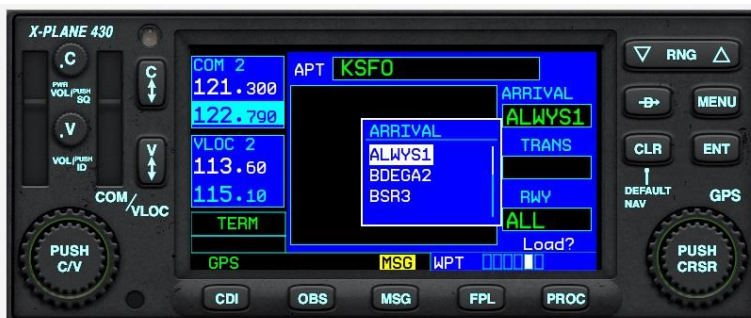 X-PLANE 430
C
PWR
VOL PUSH
SQ
V
VOL PUSH
ID
C
V
COM/VLOC
PUSH
C/V
COM 2
121.300
122.790
VLOC 2
113.60
115.10
TERM
GPS
APT KSFO
ARRIVAL
ALWYS1
BDEGA2
BSR3
ARRIVAL
ALWYS1
TRANS
RWY
ALL
Load?
MSG
WPT
CDI
OBS
MSG
FPL
PROC
RNG
D
MENU
CLR
ENT
DEFAULT
NAV
GPS
PUSH
CRSR